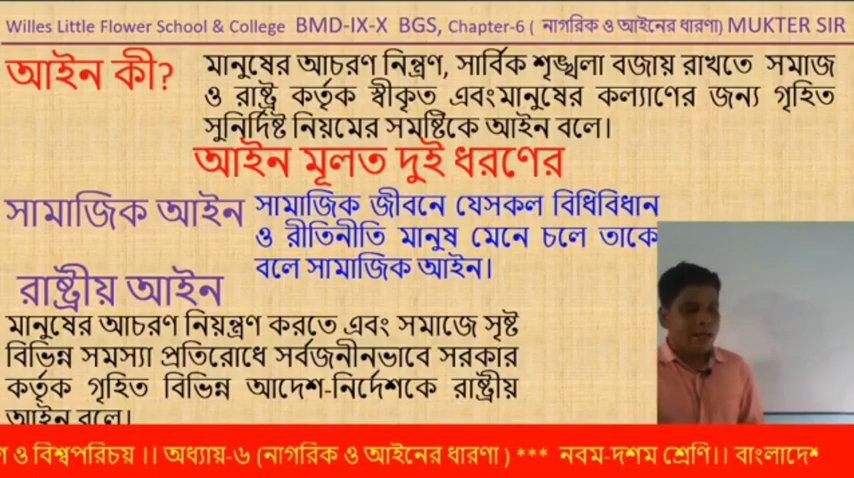 Willes Little Flower School & College BMD-IX-X BGS, Chapter-6 ( নাগরিক ও আইনের ধারণা) MUKTER SIR
আইন কী?
মানুষের আচরণ নিন্ত্রণ, সার্বিক শৃঙ্খলা বজায় রাখতে সমাজ
ও রাষ্ট্র কর্তৃক স্বীকৃত এবংমানুষের কল্যাণের জন্য গৃহিত
সুনির্দিষ্ট নিয়মের সমষ্টিকে আইন বলে।
আইন মূলত দুই ধরণের
সামাজিক আইন
সামাজিক জীবনে যেসকল বিধিবিধান
ও রীতিনীতি মানুষ মেনে চলে তাকে
বলে সামাজিক আইন।
রাষ্ট্রীয় আইন
মানুষের আচরণ নিয়ন্ত্রণ করতে এবং সমাজে সৃষ্ট
বিভিন্ন সমস্যা প্রতিরোধে সর্বজনীনভাবে সরকার
কর্তৃক গৃহিত বিভিন্ন আদেশ-নির্দেশকে রাষ্ট্রীয়
আইন বলে।
ও বিশ্বপরিচয় ।। অধ্যায়-৬ (নাগরিক ও আইনের ধারণা ) *** নবম-দশম শ্রেণি।। বাংলাদেশ